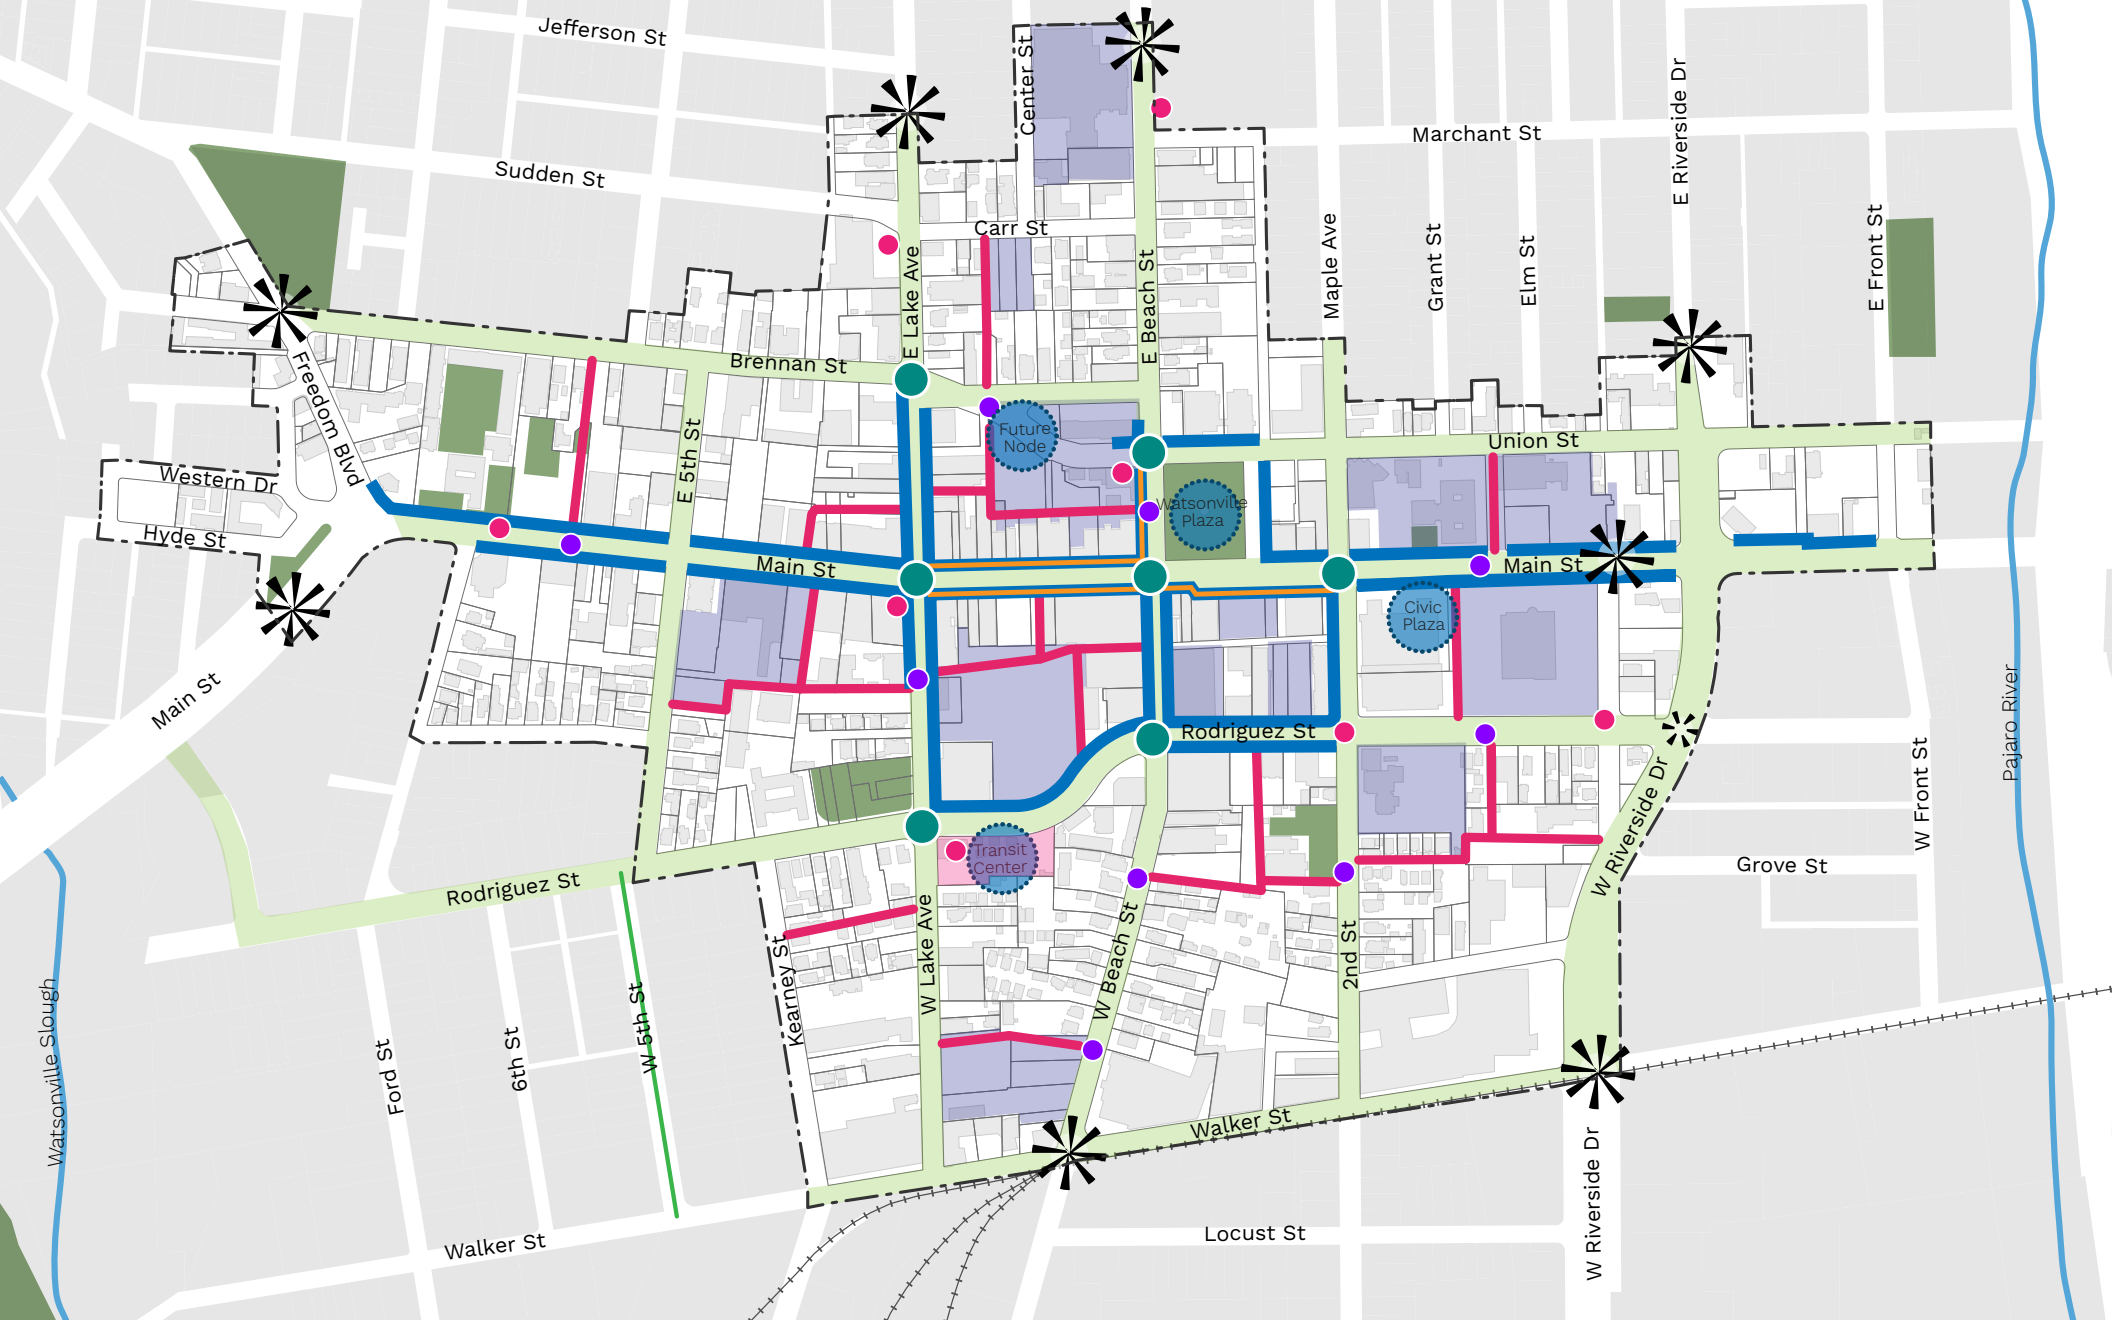 Jefferson St
Center St
Marchant St
E Riverside Dr
Sudden St
Carr St
E Lake Ave
E Beach St
Maple Ave
Grant St
Elm St
E Front St
Brennan St
Freedom Blvd
E 5th St
Future
Node
Union St
Western Dr
Hyde St
Watsonville
Plaza
Main St
Main St
Civic
Plaza
Main St
Rodriguez St
Pajaro River
W Front St
W Riverside Dr
Transit
Center
Grove St
Rodriguez St
W Lake Ave
W Beach St
2nd St
Kearney St
Watsonville Slough
Ford St
6th St
W 5th St
Walker St
W Riverside Dr
Walker St
Locust St